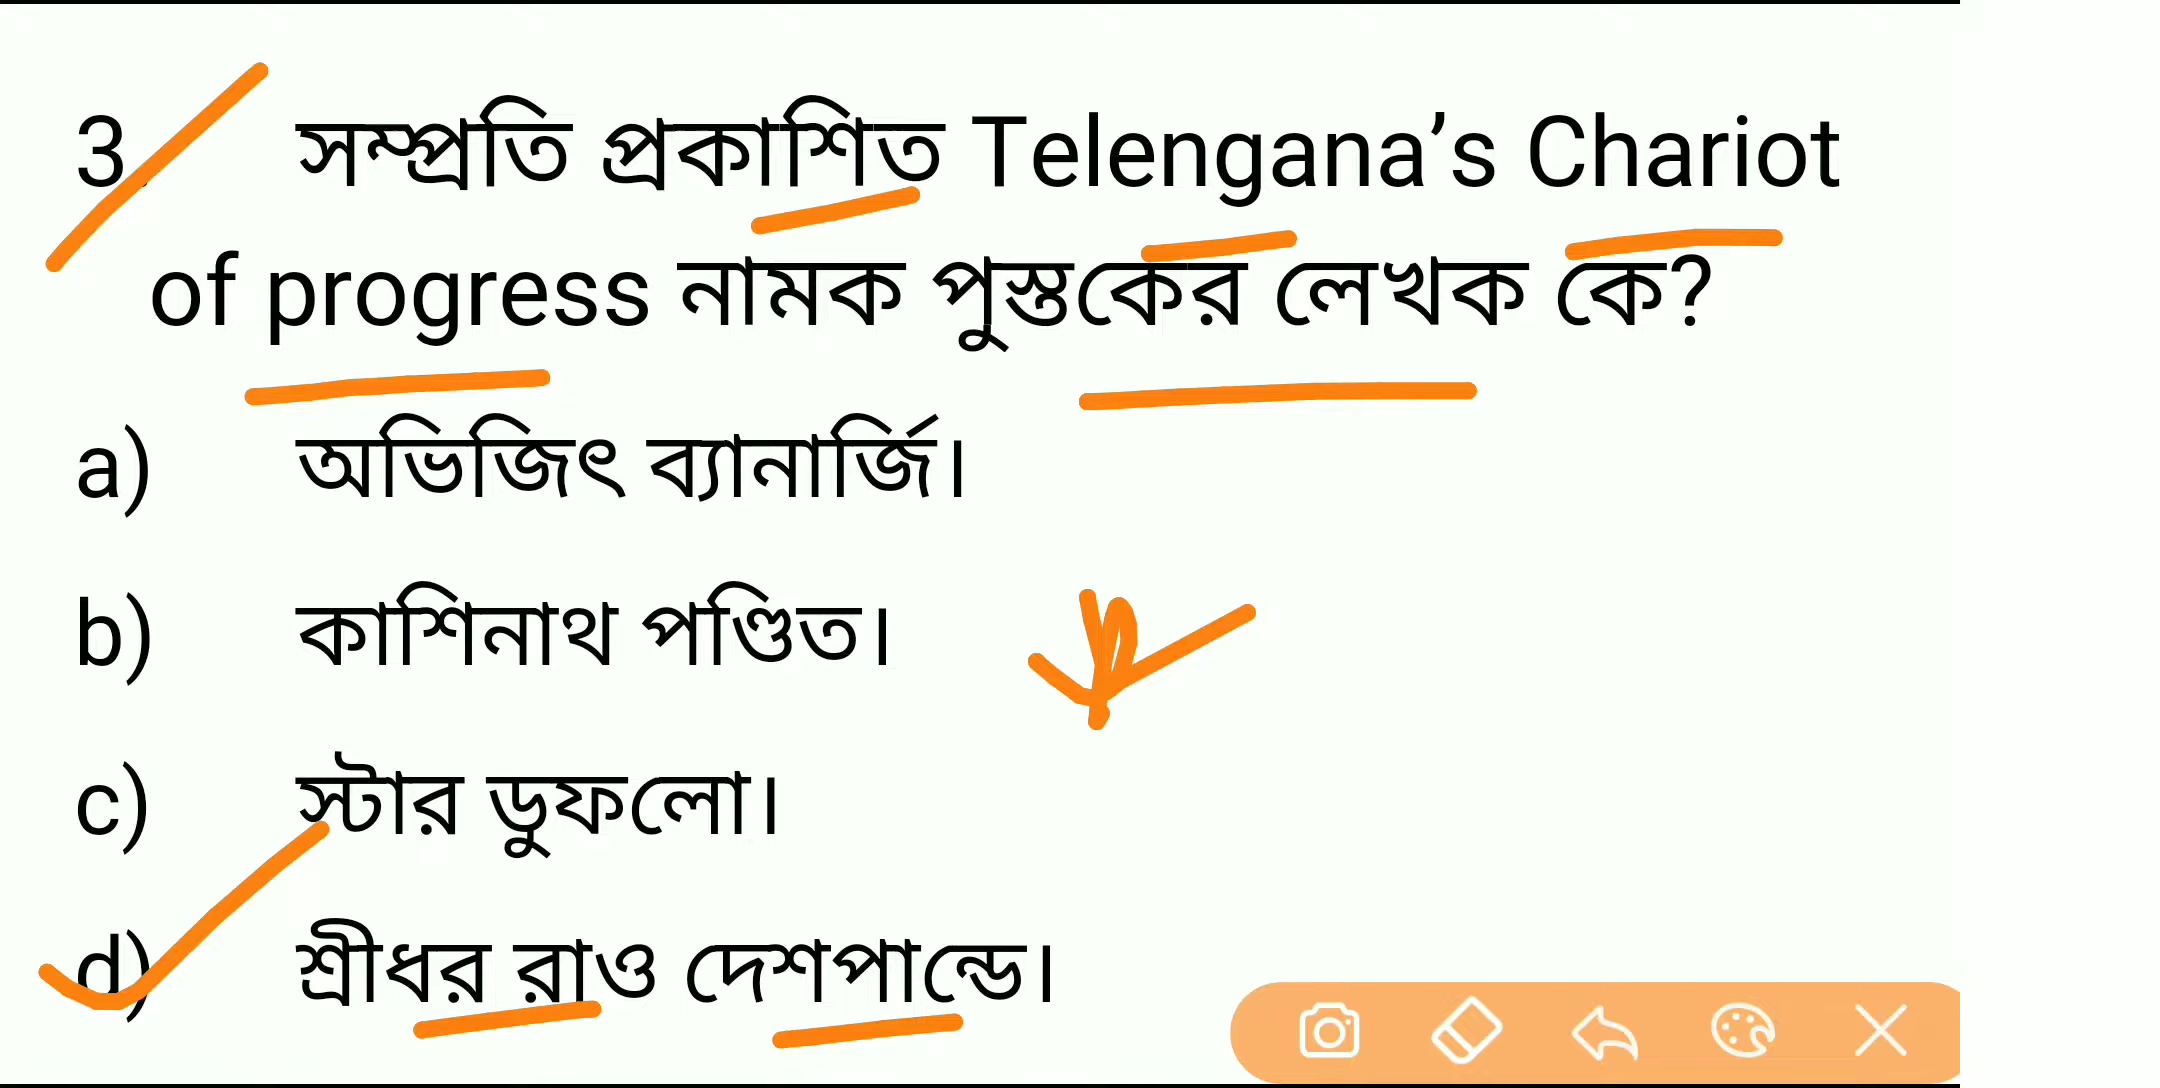 3. সম্প্রতি প্রকাশিত Telengana’s Chariot
of progress নামক পুস্তকের লেখক কে?
a) অভিজিৎ ব্যানার্জি।
b) কাশিনাথ পণ্ডিত।
c) স্টার ডুফলো।
d) শ্রীধর রাও দেশপান্ডে।